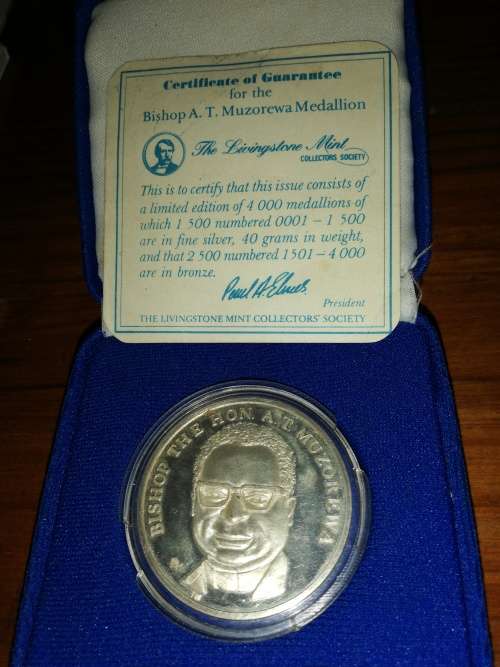 Certificate of Guarantee
for the
Bishop A. T. Muzorewa Medallion
The Livingstone Mint
COLLECTORS SOCIETY
This is to certify that this issue consists of
a limited edition of 4 000 medallions of
which 1 500 numbered 0001 – 1 500
are in fine silver, 40 grams in weight,
and that 2 500 numbered 1501 – 4 000
are in bronze.
President
THE LIVINGSTONE MINT COLLECTORS' SOCIETY
BISHOP THE HON. A.T. MUZOREWA